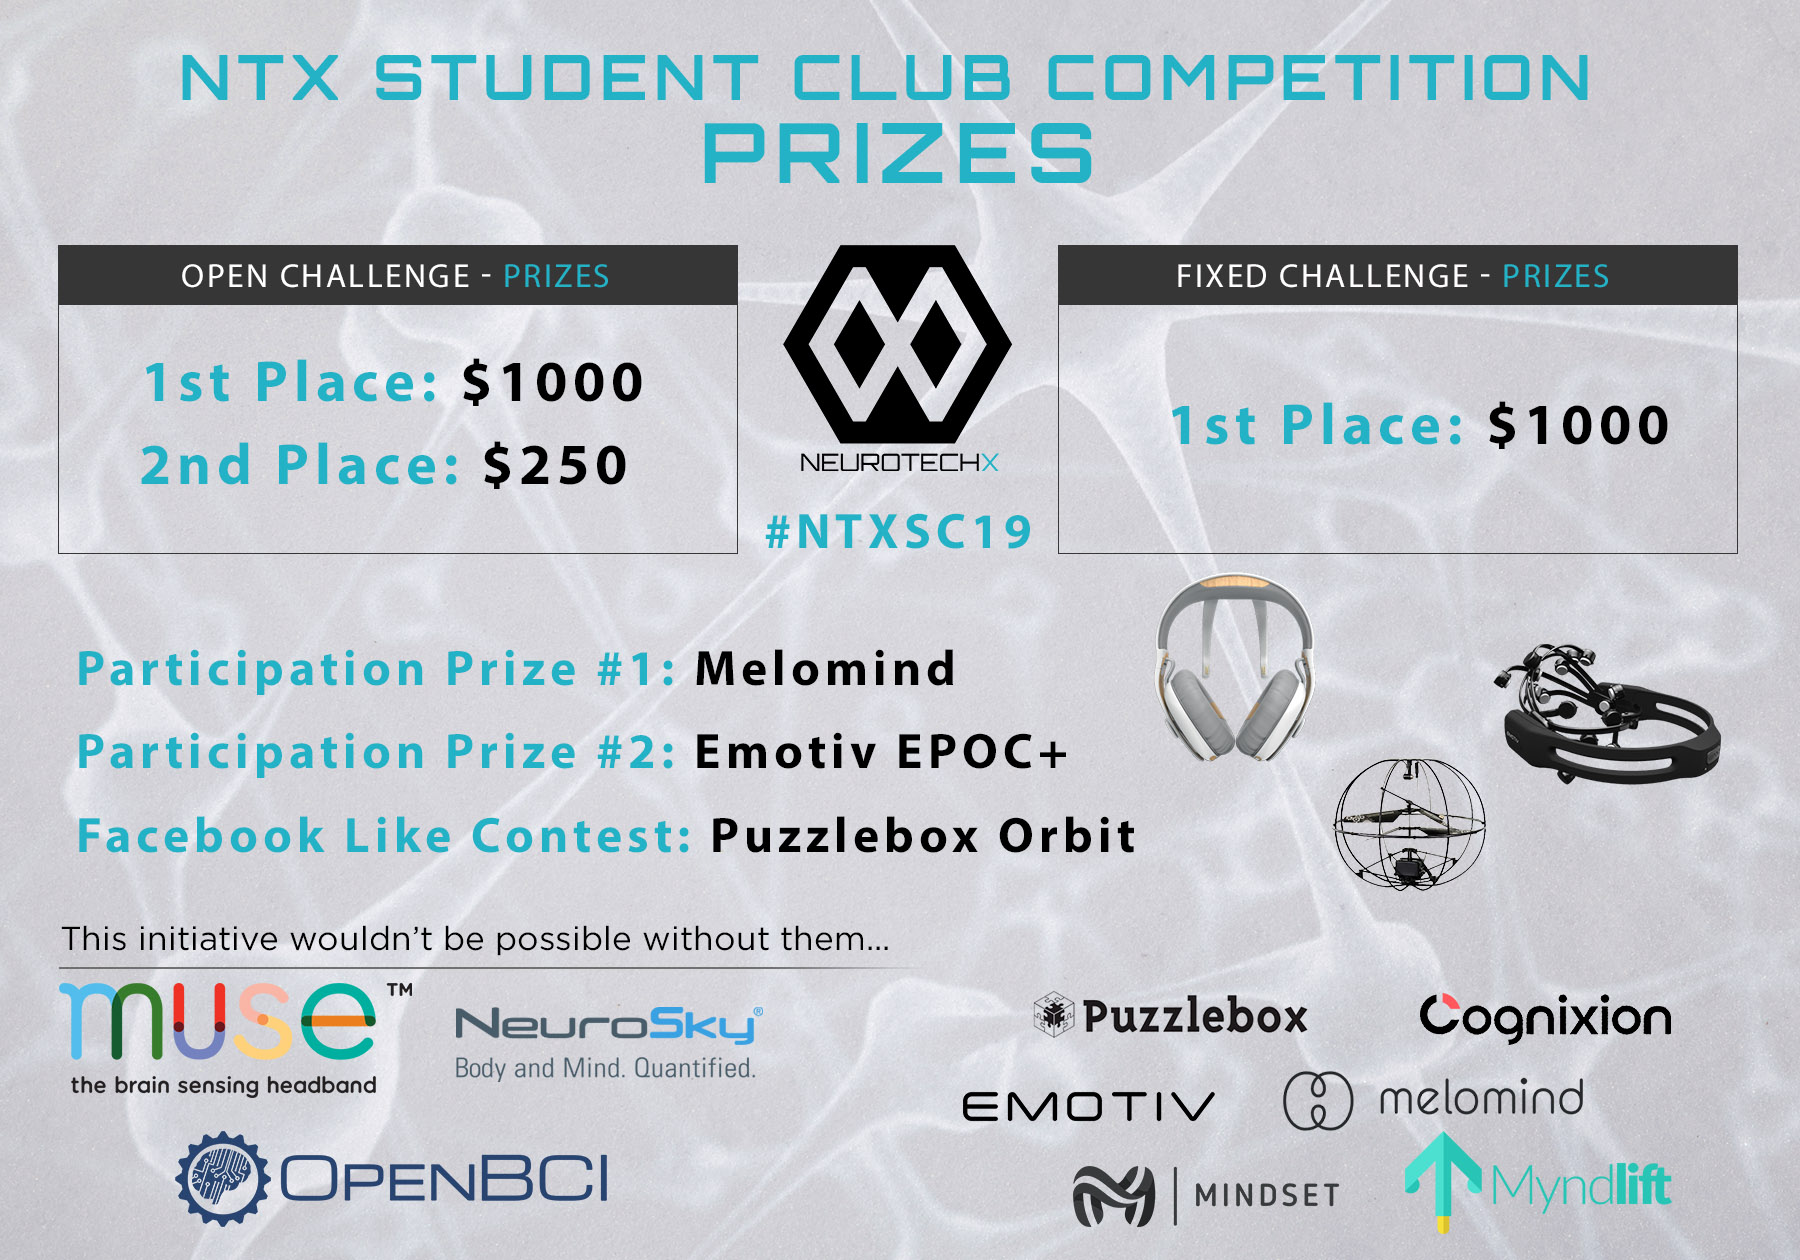 NTX STUDENT CLUB COMPETITION
PRIZES
OPEN CHALLENGE - PRIZES
1st Place: $1000
2nd Place: $250
NEUROTECHX
#NTXSC19
FIXED CHALLENGE - PRIZES
1st Place: $1000
Participation Prize #1: Melomind
Participation Prize #2: Emotiv EPOC+
Facebook Like Contest: Puzzlebox Orbit
This initiative wouldn't be possible without them...
muse™
the brain sensing headband
NeuroSky®
Body and Mind. Quantified.
OpenBCI
Puzzlebox
Cognixion
EMOTIV
melomind
MINDSET
Myndlift